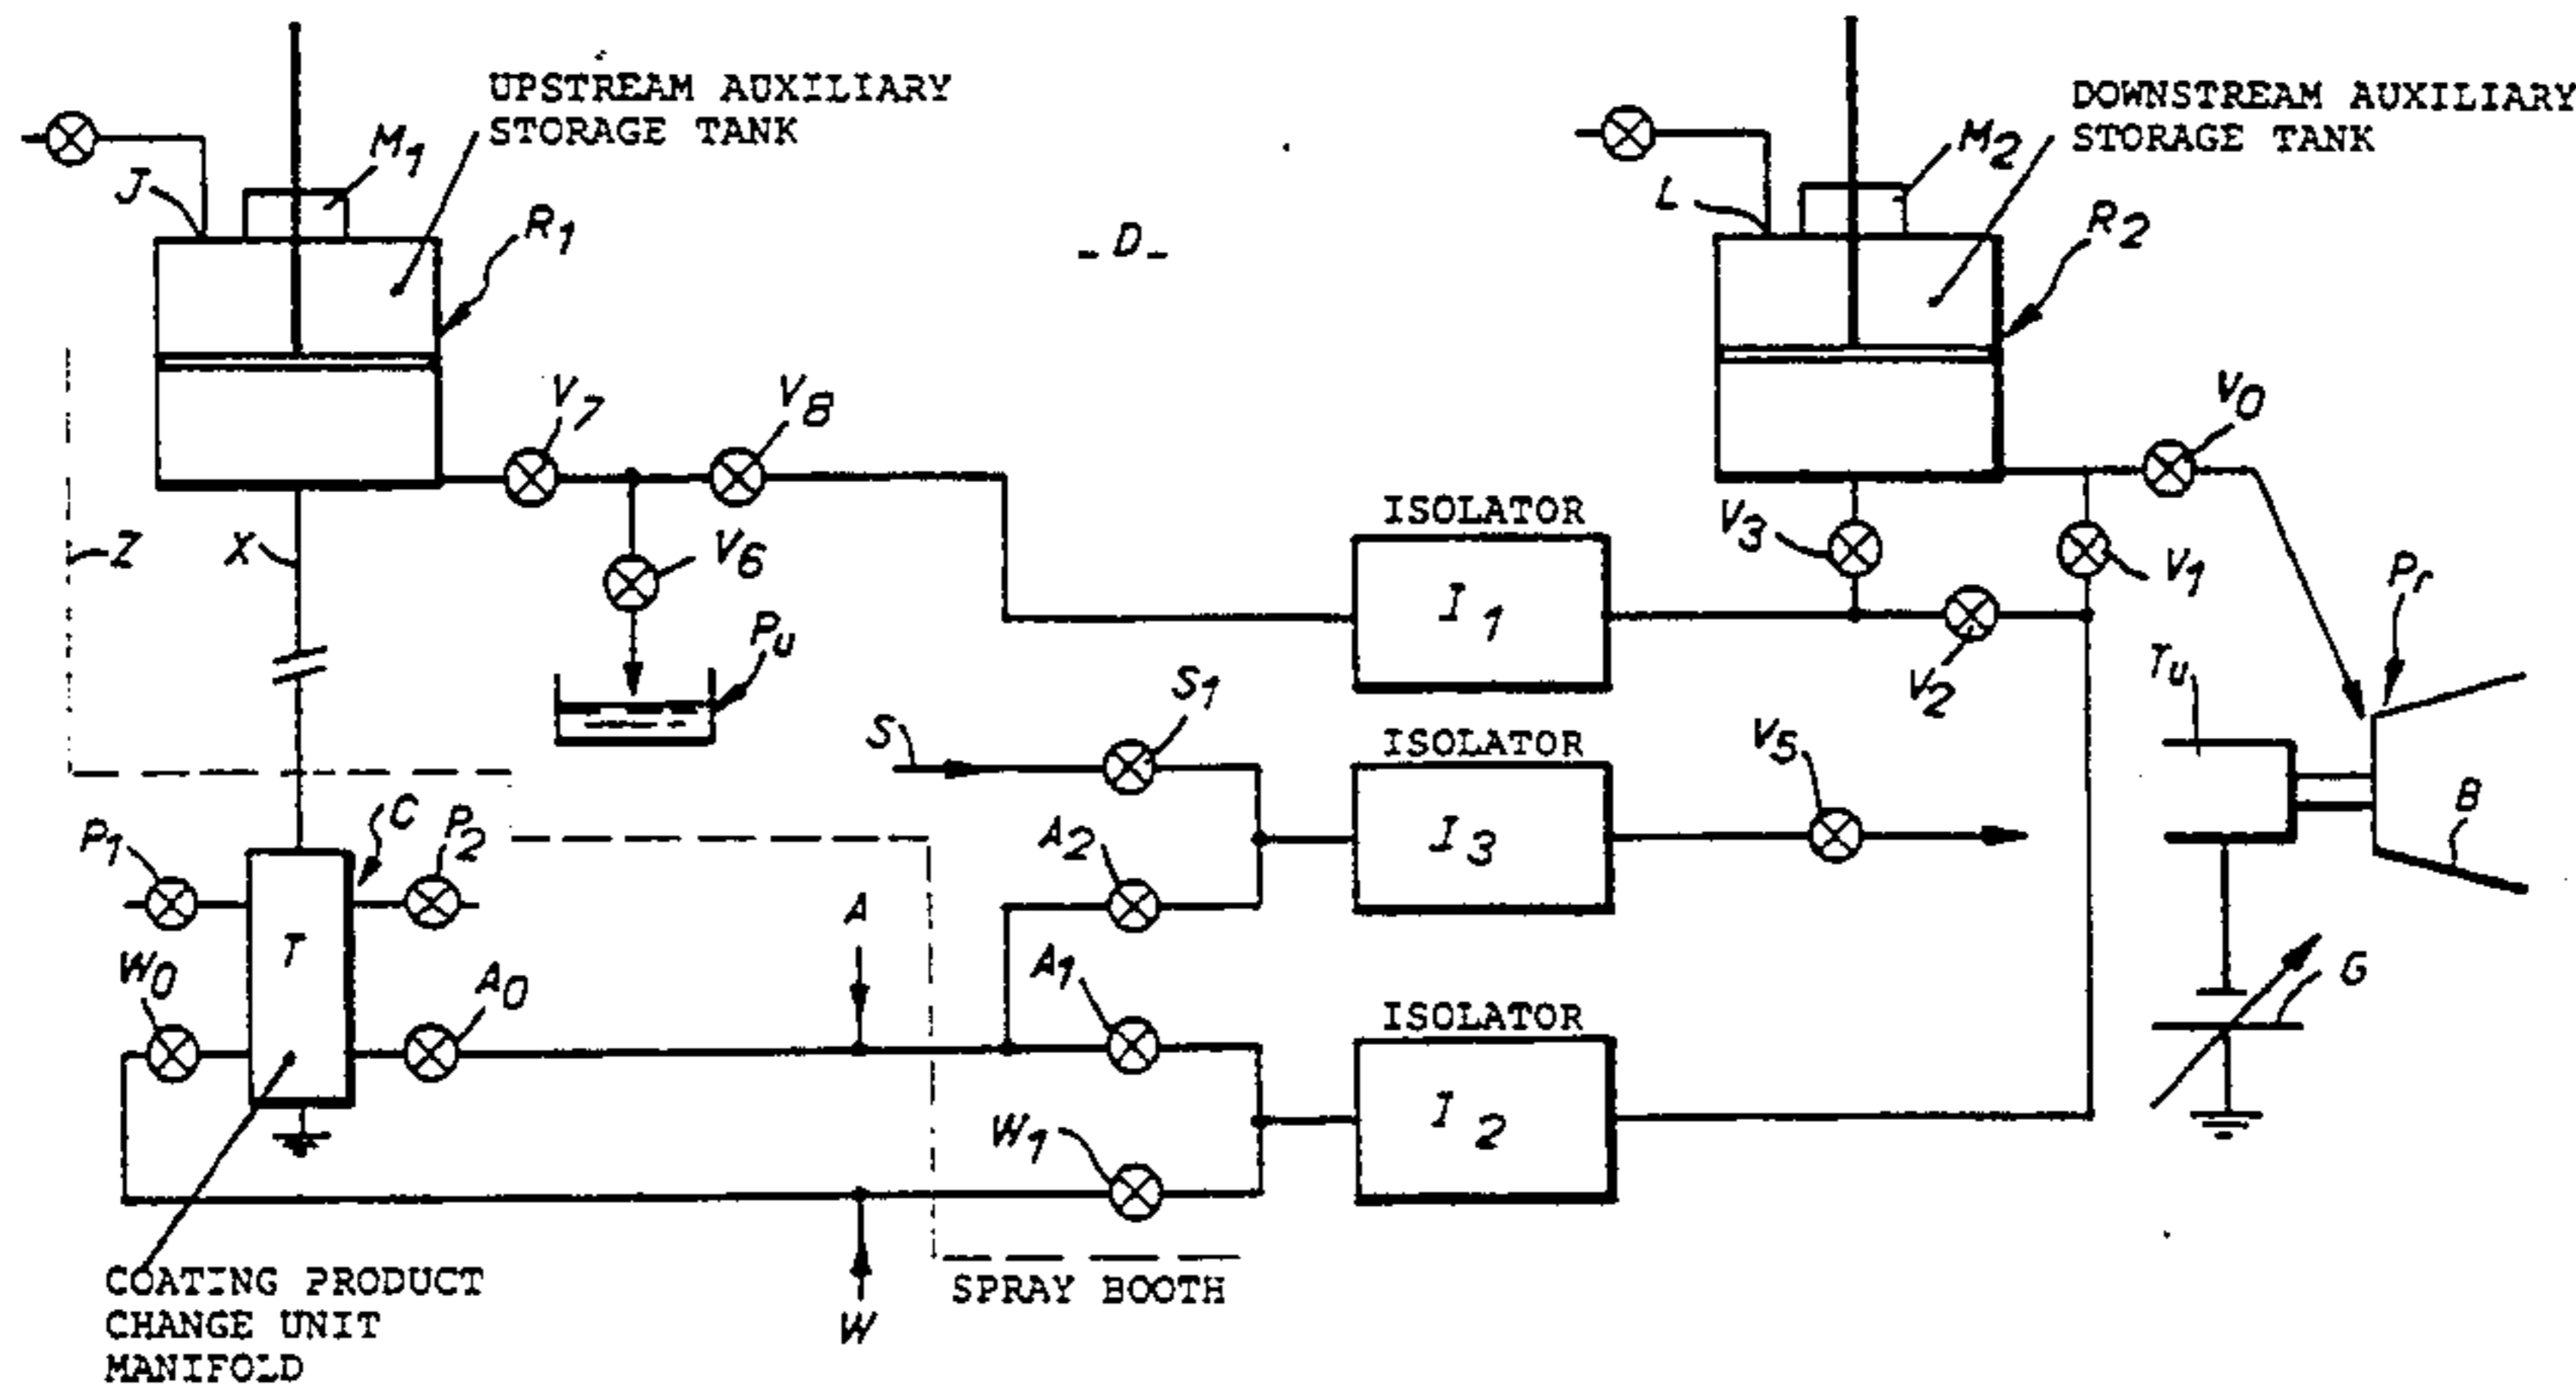 UPSTREAM AUXILIARY
STORAGE TANK
DOWNSTREAM AUXILIARY
STORAGE TANK
M1
M2
J
L
R1
_ D _
R2
V7
V8
V0
ISOLATOR
V3
Z
X
V6
I1
V1
Pr
Pu
V2
Tu
S
S1
ISOLATOR
V5
P1
C
P2
A2
I3
B
A
T
W0
A0
A1
G
ISOLATOR
W1
I2
COATING PRODUCT
CHANGE UNIT
MANIFOLD
SPRAY BOOTH
W